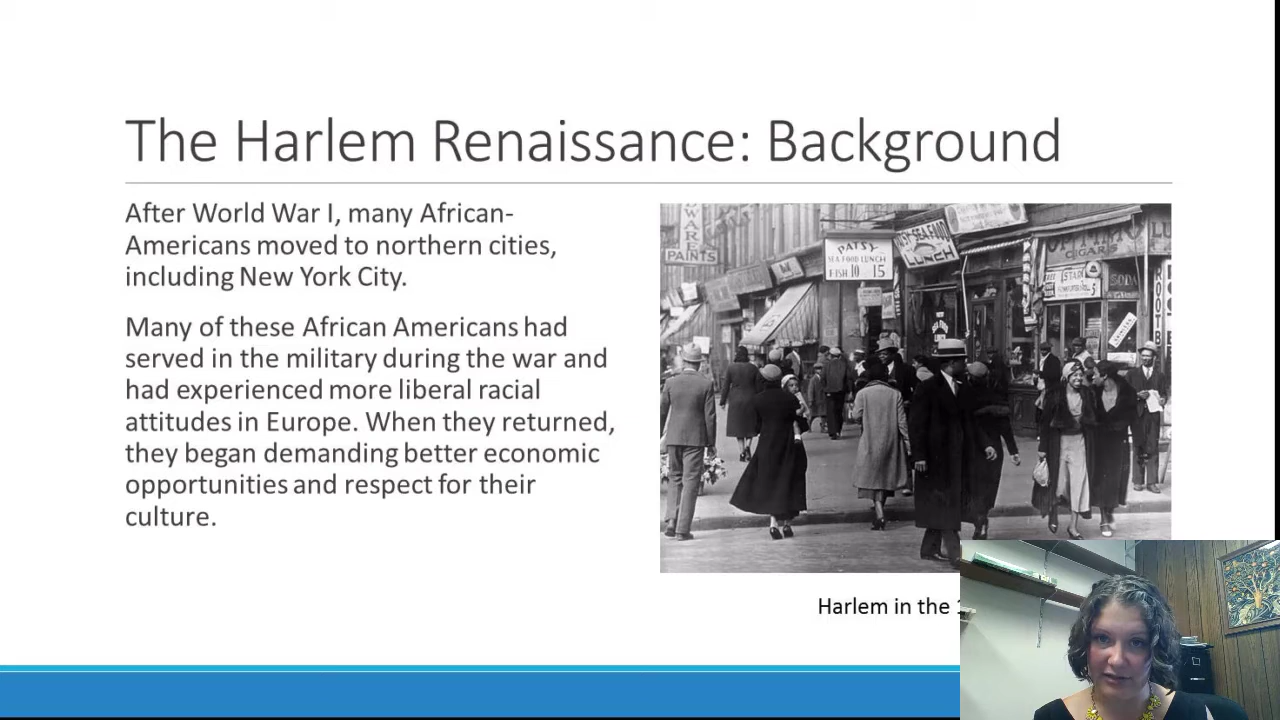 The Harlem Renaissance: Background
After World War I, many African-
Americans moved to northern cities,
including New York City.
Many of these African Americans had
served in the military during the war and
had experienced more liberal racial
attitudes in Europe. When they returned,
they began demanding better economic
opportunities and respect for their
culture.
PAINTS
PATSY
SEA FOOD LUNCH
FISH 10 15
SEA FOOD
LUNCH
CIGARS
SODA
Harlem in the